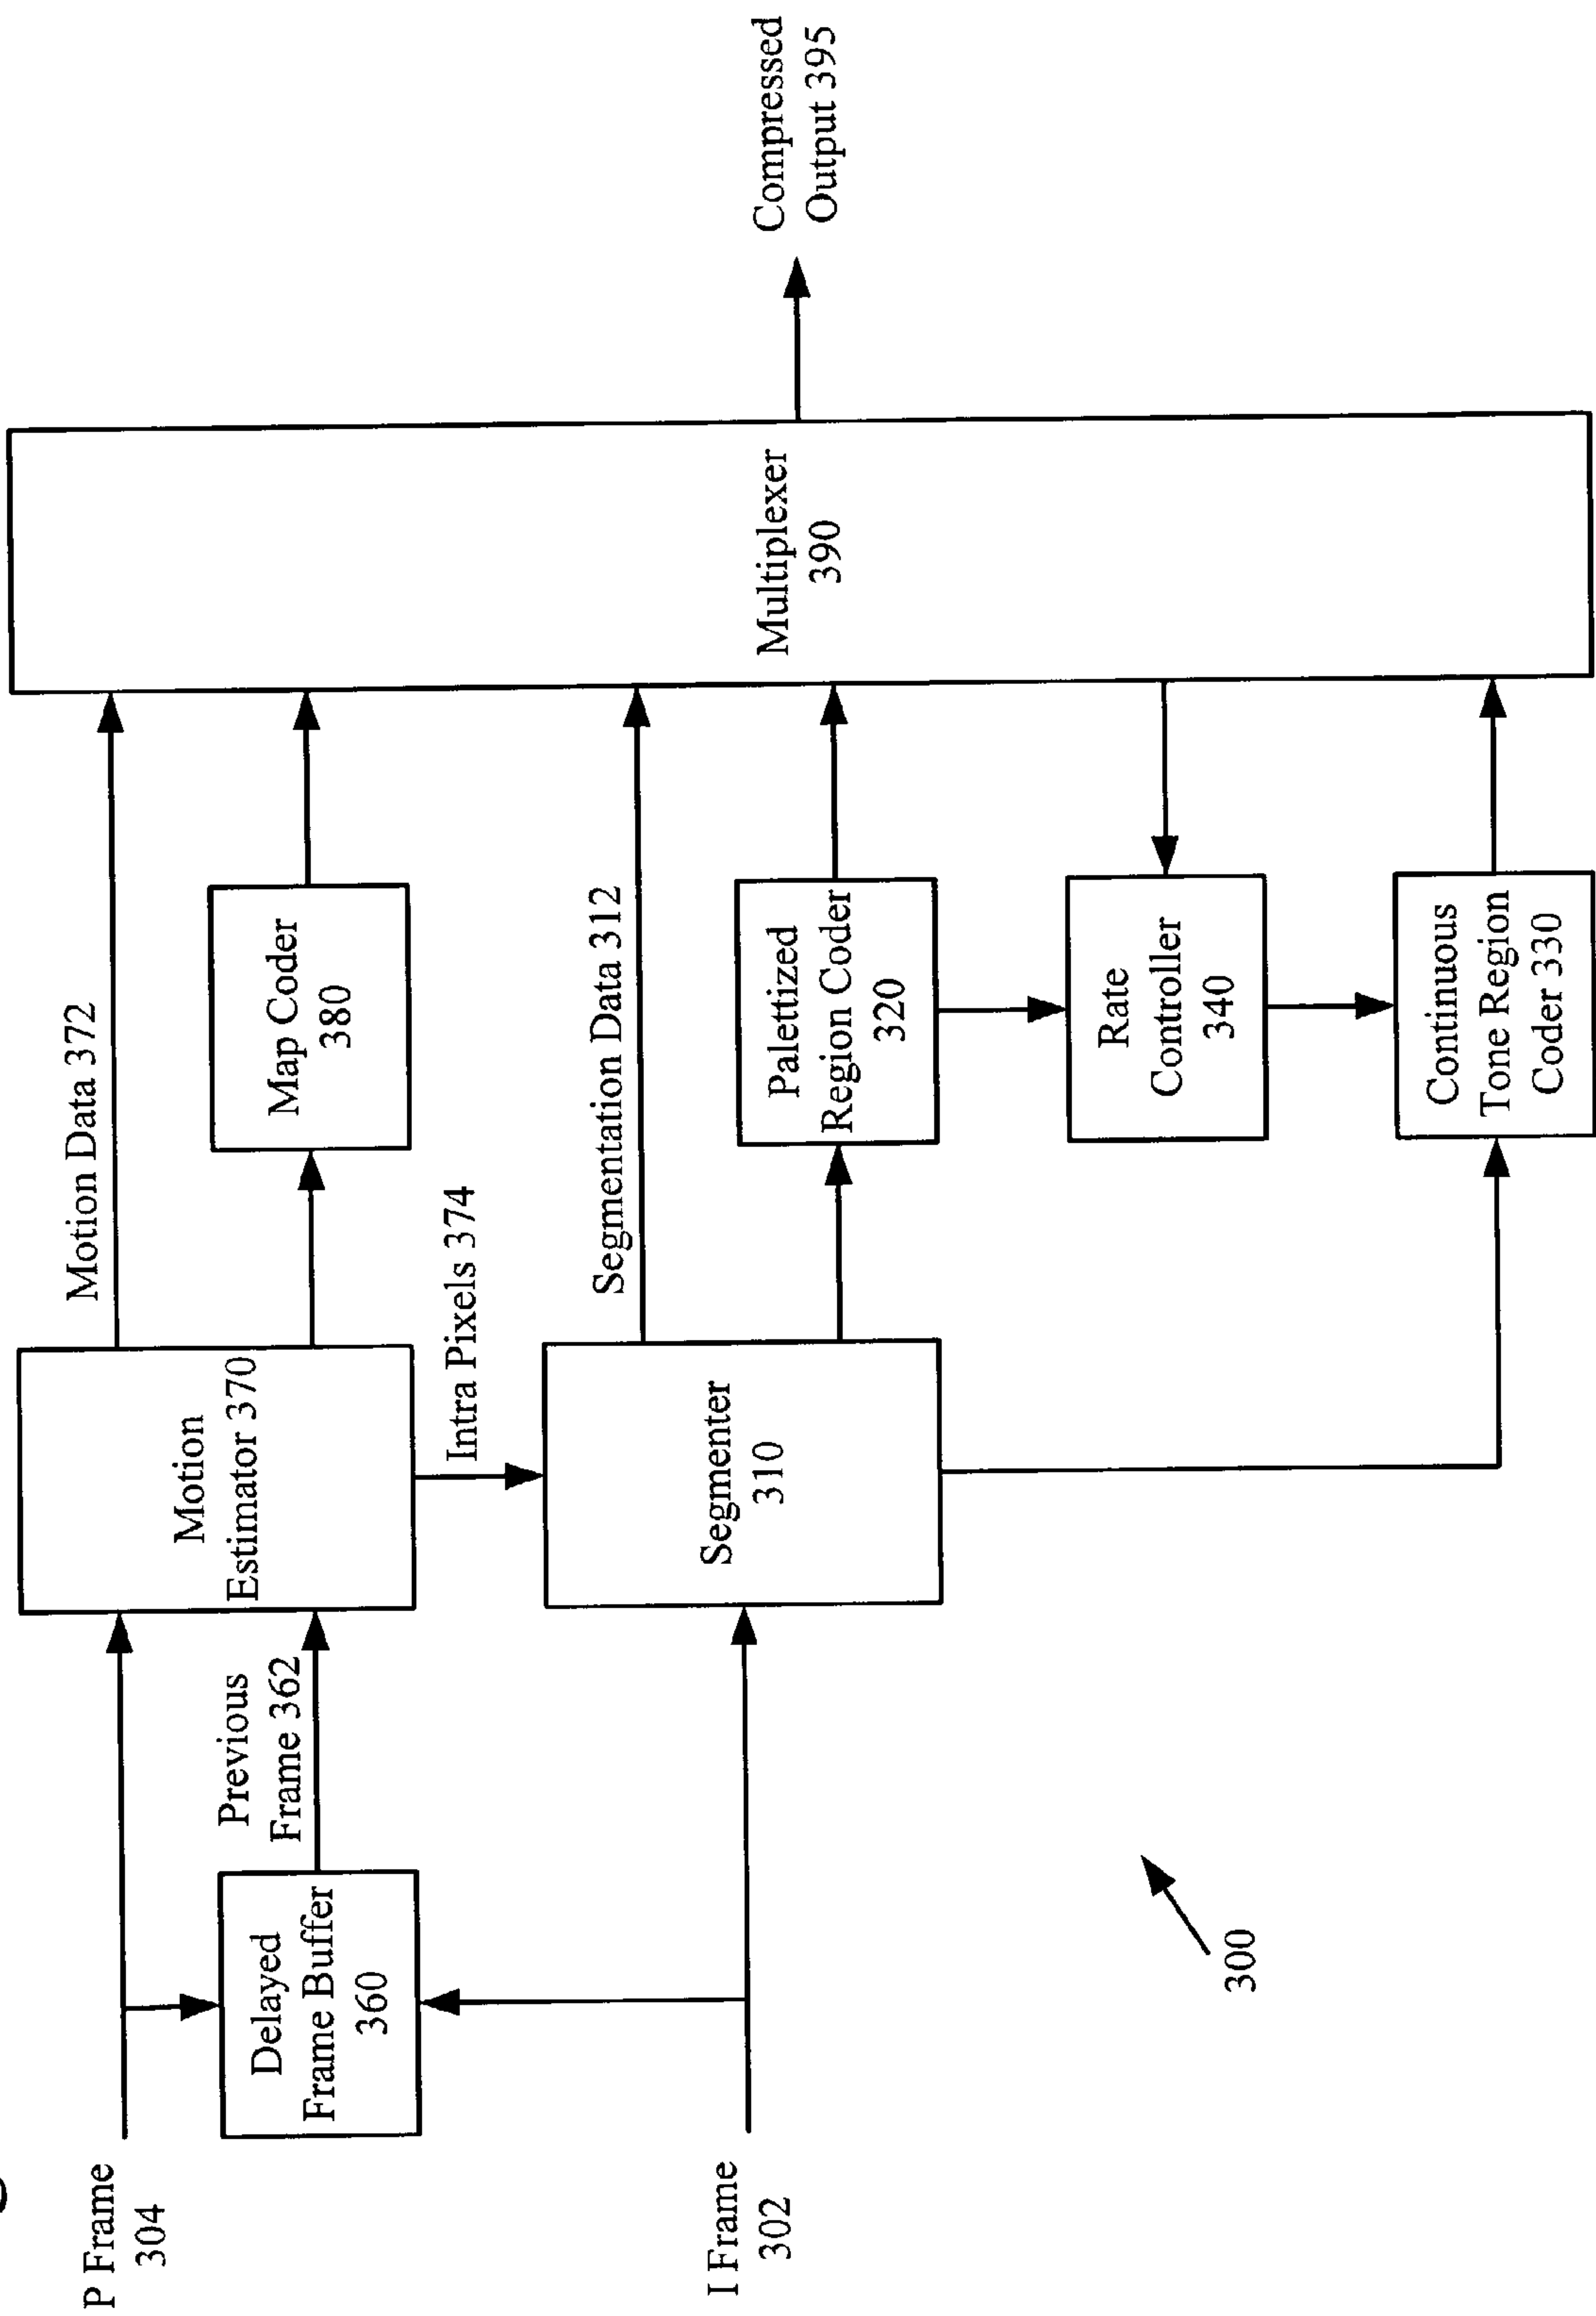 P Frame
304
I Frame
302
Delayed
Frame Buffer
360
Previous
Frame 362
Motion
Estimator 370
Motion Data 372
Map Coder
380
Intra Pixels 374
Segmenter
310
Segmentation Data 312
Palettized
Region Coder
320
Rate
Controller
340
Continuous
Tone Region
Coder 330
Multiplexer
390
Compressed
Output 395
300